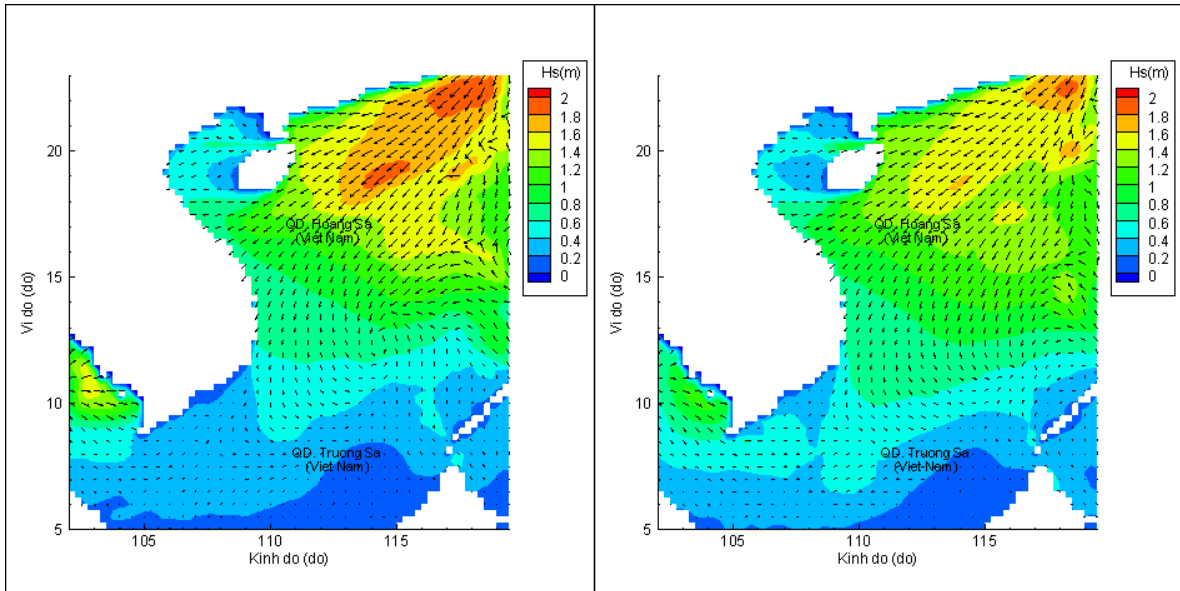 Hs(m)
2
1.8
1.6
1.4
1.2
1
0.8
0.6
0.4
0.2
0
20
15
10
5
Vi do (do)
QD. Hoang Sa
(Viet Nam)
QD. Truong Sa
(Viet Nam)
105
110
115
Kinh do (do)
Hs(m)
2
1.8
1.6
1.4
1.2
1
0.8
0.6
0.4
0.2
0
20
15
10
5
Vi do (do)
QD. Hoang Sa
(Viet Nam)
QD. Truong Sa
(Viet-Nam)
105
110
115
Kinh do (do)